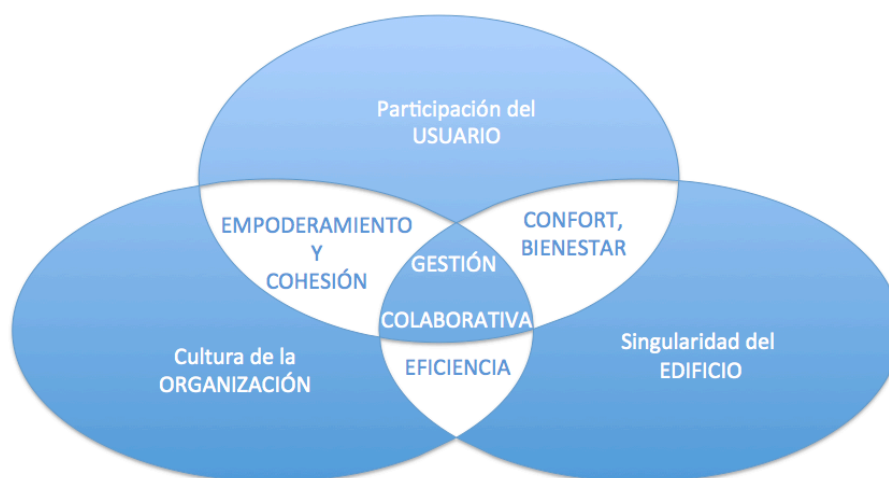 Participación del
USUARIO
EMPODERAMIENTO
Y
COHESIÓN
CONFORT,
BIENESTAR
GESTIÓN
COLABORATIVA
Cultura de la
ORGANIZACIÓN
EFICIENCIA
Singularidad del
EDIFICIO